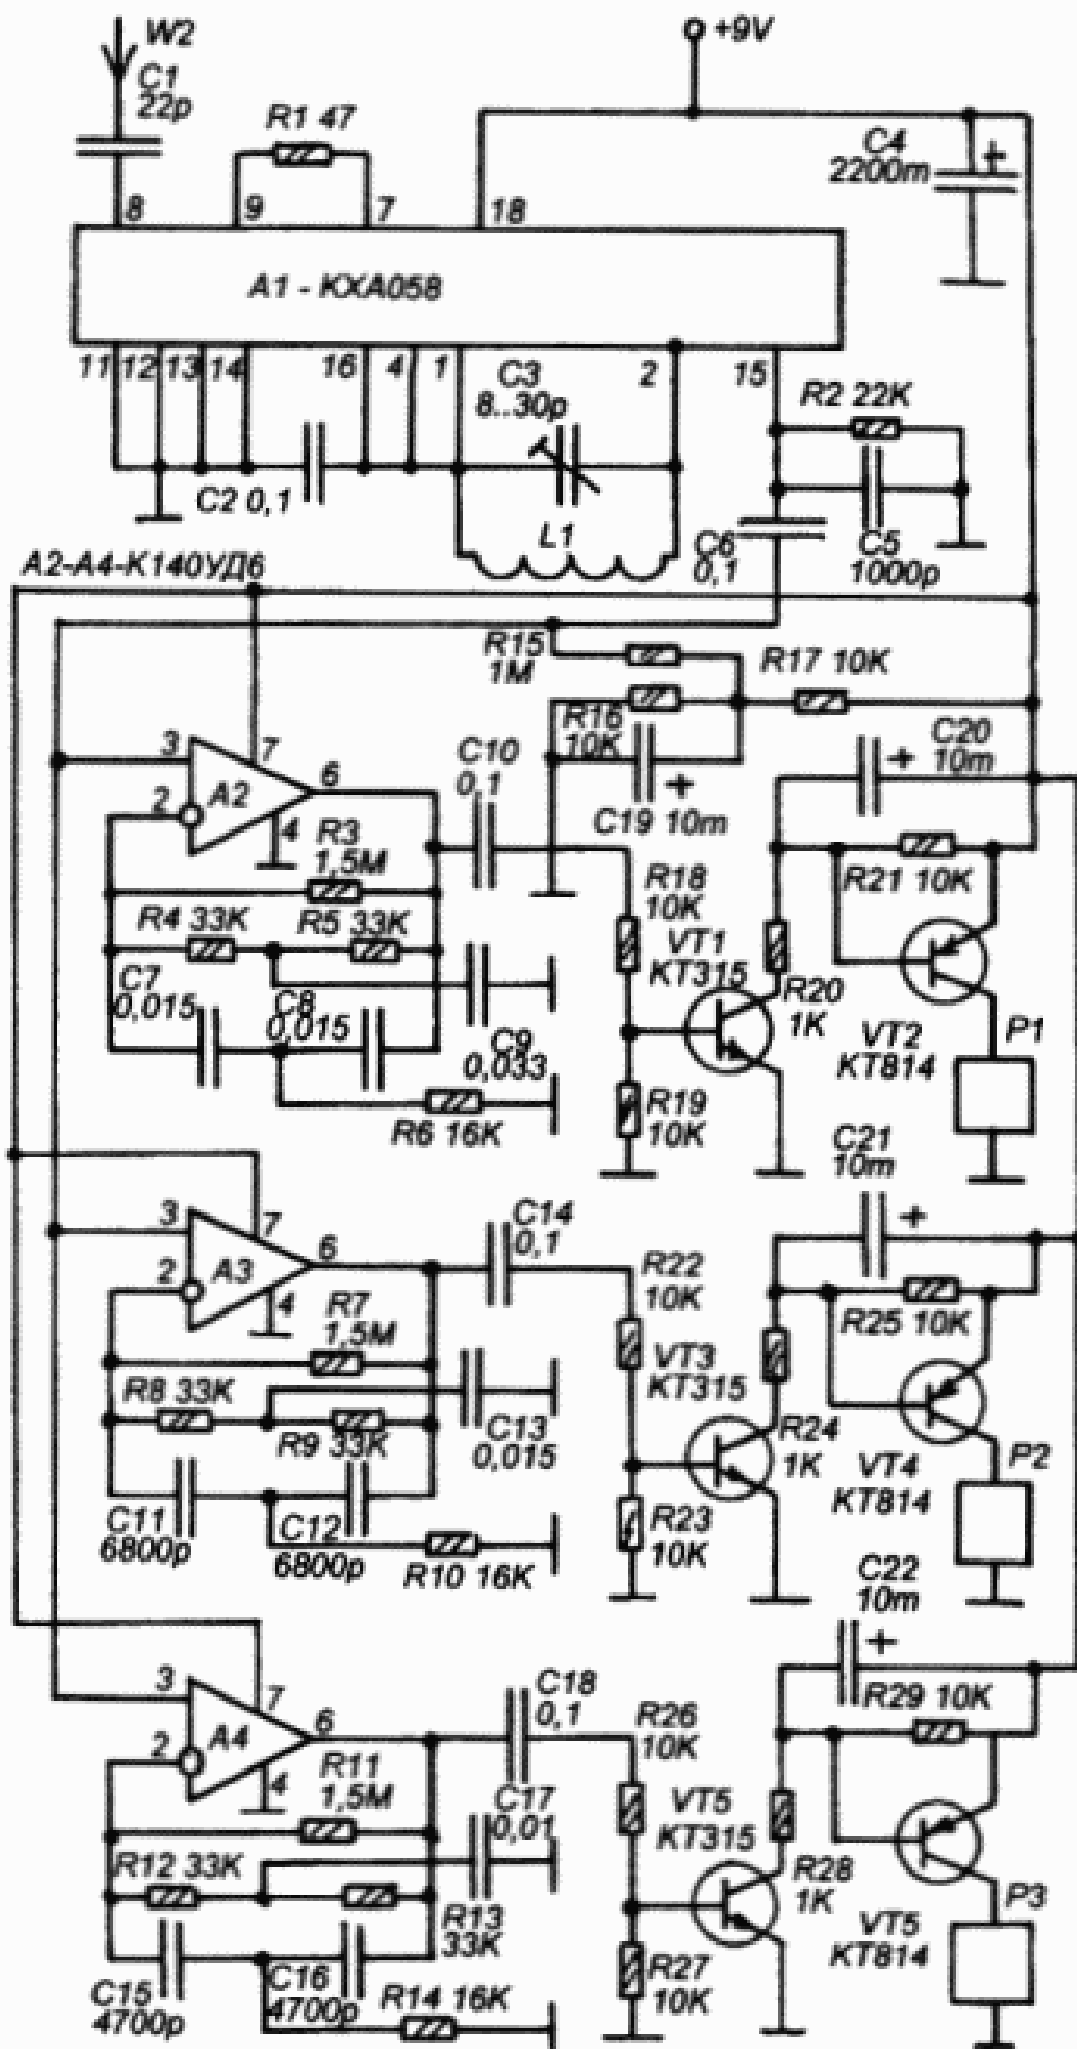 W2
+9V
C1
22p
R1 47
C4
2200m
+
8
9
7
18
A1 - КХА058
11
12
13
14
16
4
1
C3
8..30p
2
15
R2 22K
C2 0,1
L1
C6
0,1
C5
1000p
A2-A4-К140УД6
R15
1M
R17 10K
R16
10K
C20
10m
+
C10
0,1
3
7
6
2
A2
4
R3
1,5M
+
C19 10m
R18
10K
R21 10K
R4 33K
R5 33K
VT1
KT315
C7
0,015
C8
0,015
R20
1K
VT2
KT814
P1
C9
0,033
R19
10K
R6 16K
C21
10m
+
3
7
6
C14
0,1
2
A3
4
R22
10K
R7
1,5M
R25 10K
VT3
KT315
R8 33K
R9 33K
C13
0,015
R24
1K
VT4
KT814
P2
C11
6800p
C12
6800p
R23
10K
R10 16K
C22
10m
+
3
7
6
C18
0,1
R29 10K
2
A4
4
R26
10K
R11
1,5M
C17
0,01
VT5
KT315
R12 33K
R13
33K
R28
1K
VT5
KT814
P3
C15
4700p
C16
4700p
R14 16K
R27
10K